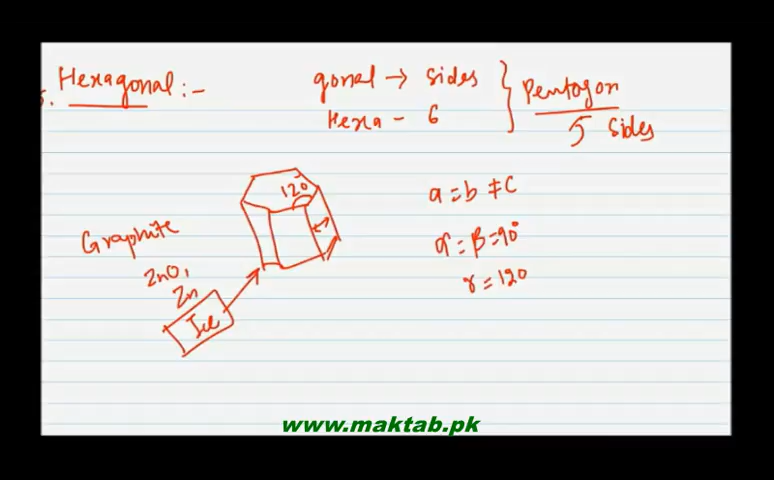 Hexagonal :-
gonal → sides
Hexa - 6
Pentagon
5 sides
120
a = b ≠ c
α = β = 90°
γ = 120
Graphite
ZnO,
Zn
Ice
www.maktab.pk